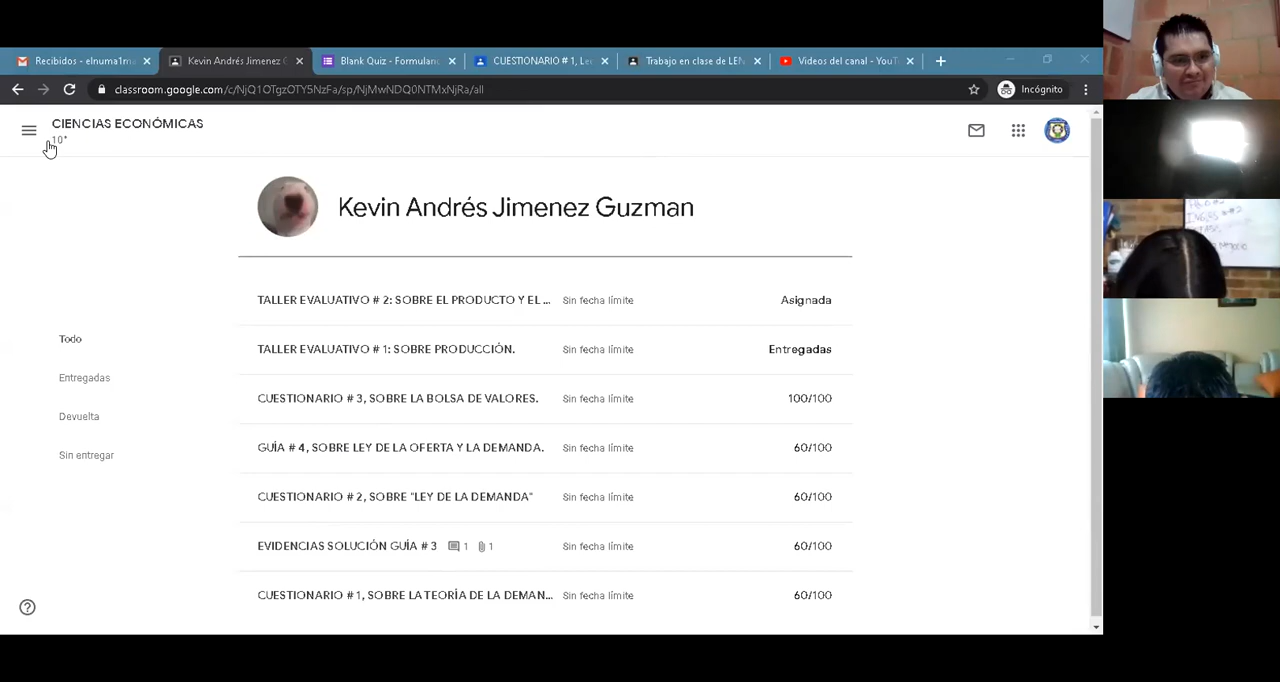 Recibidos - elnuma1m
Kevin Andrés Jimenez G
Blank Quiz - Formulari
CUESTIONARIO # 1, Le
Trabajo en clase de LEN
Videos del canal - YouT
classroom.google.com/c/NjQ1OTgzOTY5NzFa/sp/NjMwNDQ0NTMxNjRa/all
Incógnito
CIENCIAS ECONÓMICAS
10°
Kevin Andrés Jimenez Guzman
TALLER EVALUATIVO # 2: SOBRE EL PRODUCTO Y EL ... Sin fecha límite Asignada
Todo
TALLER EVALUATIVO # 1: SOBRE PRODUCCIÓN. Sin fecha límite Entregadas
Entregadas
CUESTIONARIO # 3, SOBRE LA BOLSA DE VALORES. Sin fecha límite 100/100
Devuelta
GUÍA # 4, SOBRE LEY DE LA OFERTA Y LA DEMANDA. Sin fecha límite 60/100
Sin entregar
CUESTIONARIO # 2, SOBRE "LEY DE LA DEMANDA" Sin fecha límite 60/100
EVIDENCIAS SOLUCIÓN GUÍA # 3 1 1 Sin fecha límite 60/100
CUESTIONARIO # 1, SOBRE LA TEORÍA DE LA DEMAN... Sin fecha límite 60/100
INGLES